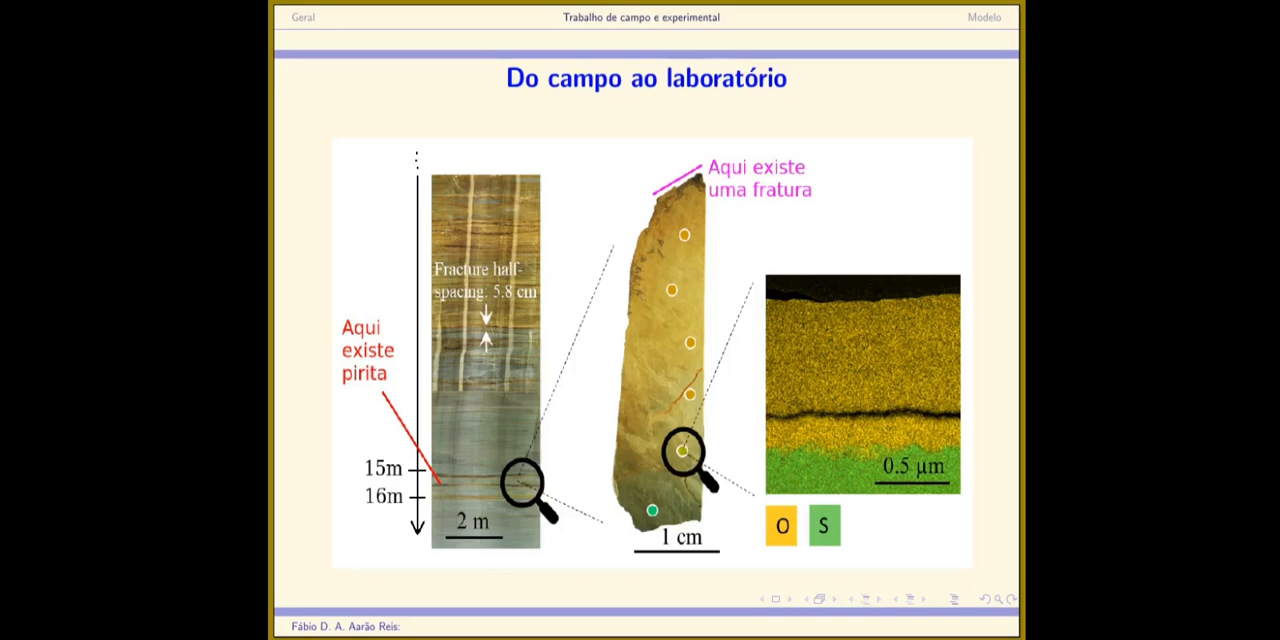 Geral
Trabalho de campo e experimental
Modelo
Do campo ao laboratório
Aqui existe
uma fratura
Fracture half-
spacing. 5.8 cm
Aqui
existe
pirita
15m
16m
2 m
1 cm
0.5 µm
O
S
Fábio D. A. Aarão Reis: